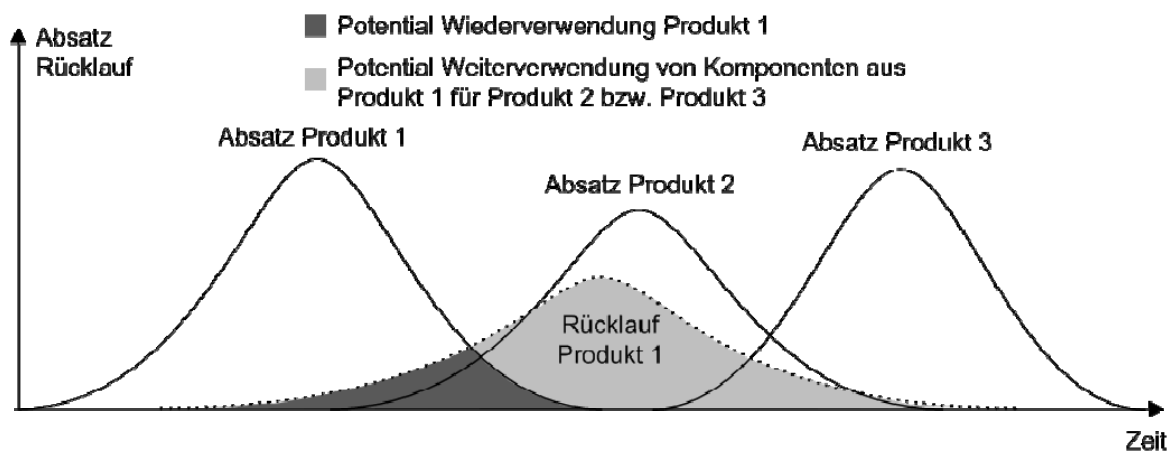 Absatz
Rücklauf
Potential Wiederverwendung Produkt 1
Potential Weiterverwendung von Komponenten aus
Produkt 1 für Produkt 2 bzw. Produkt 3
Absatz Produkt 1
Absatz Produkt 2
Absatz Produkt 3
Rücklauf
Produkt 1
Zeit